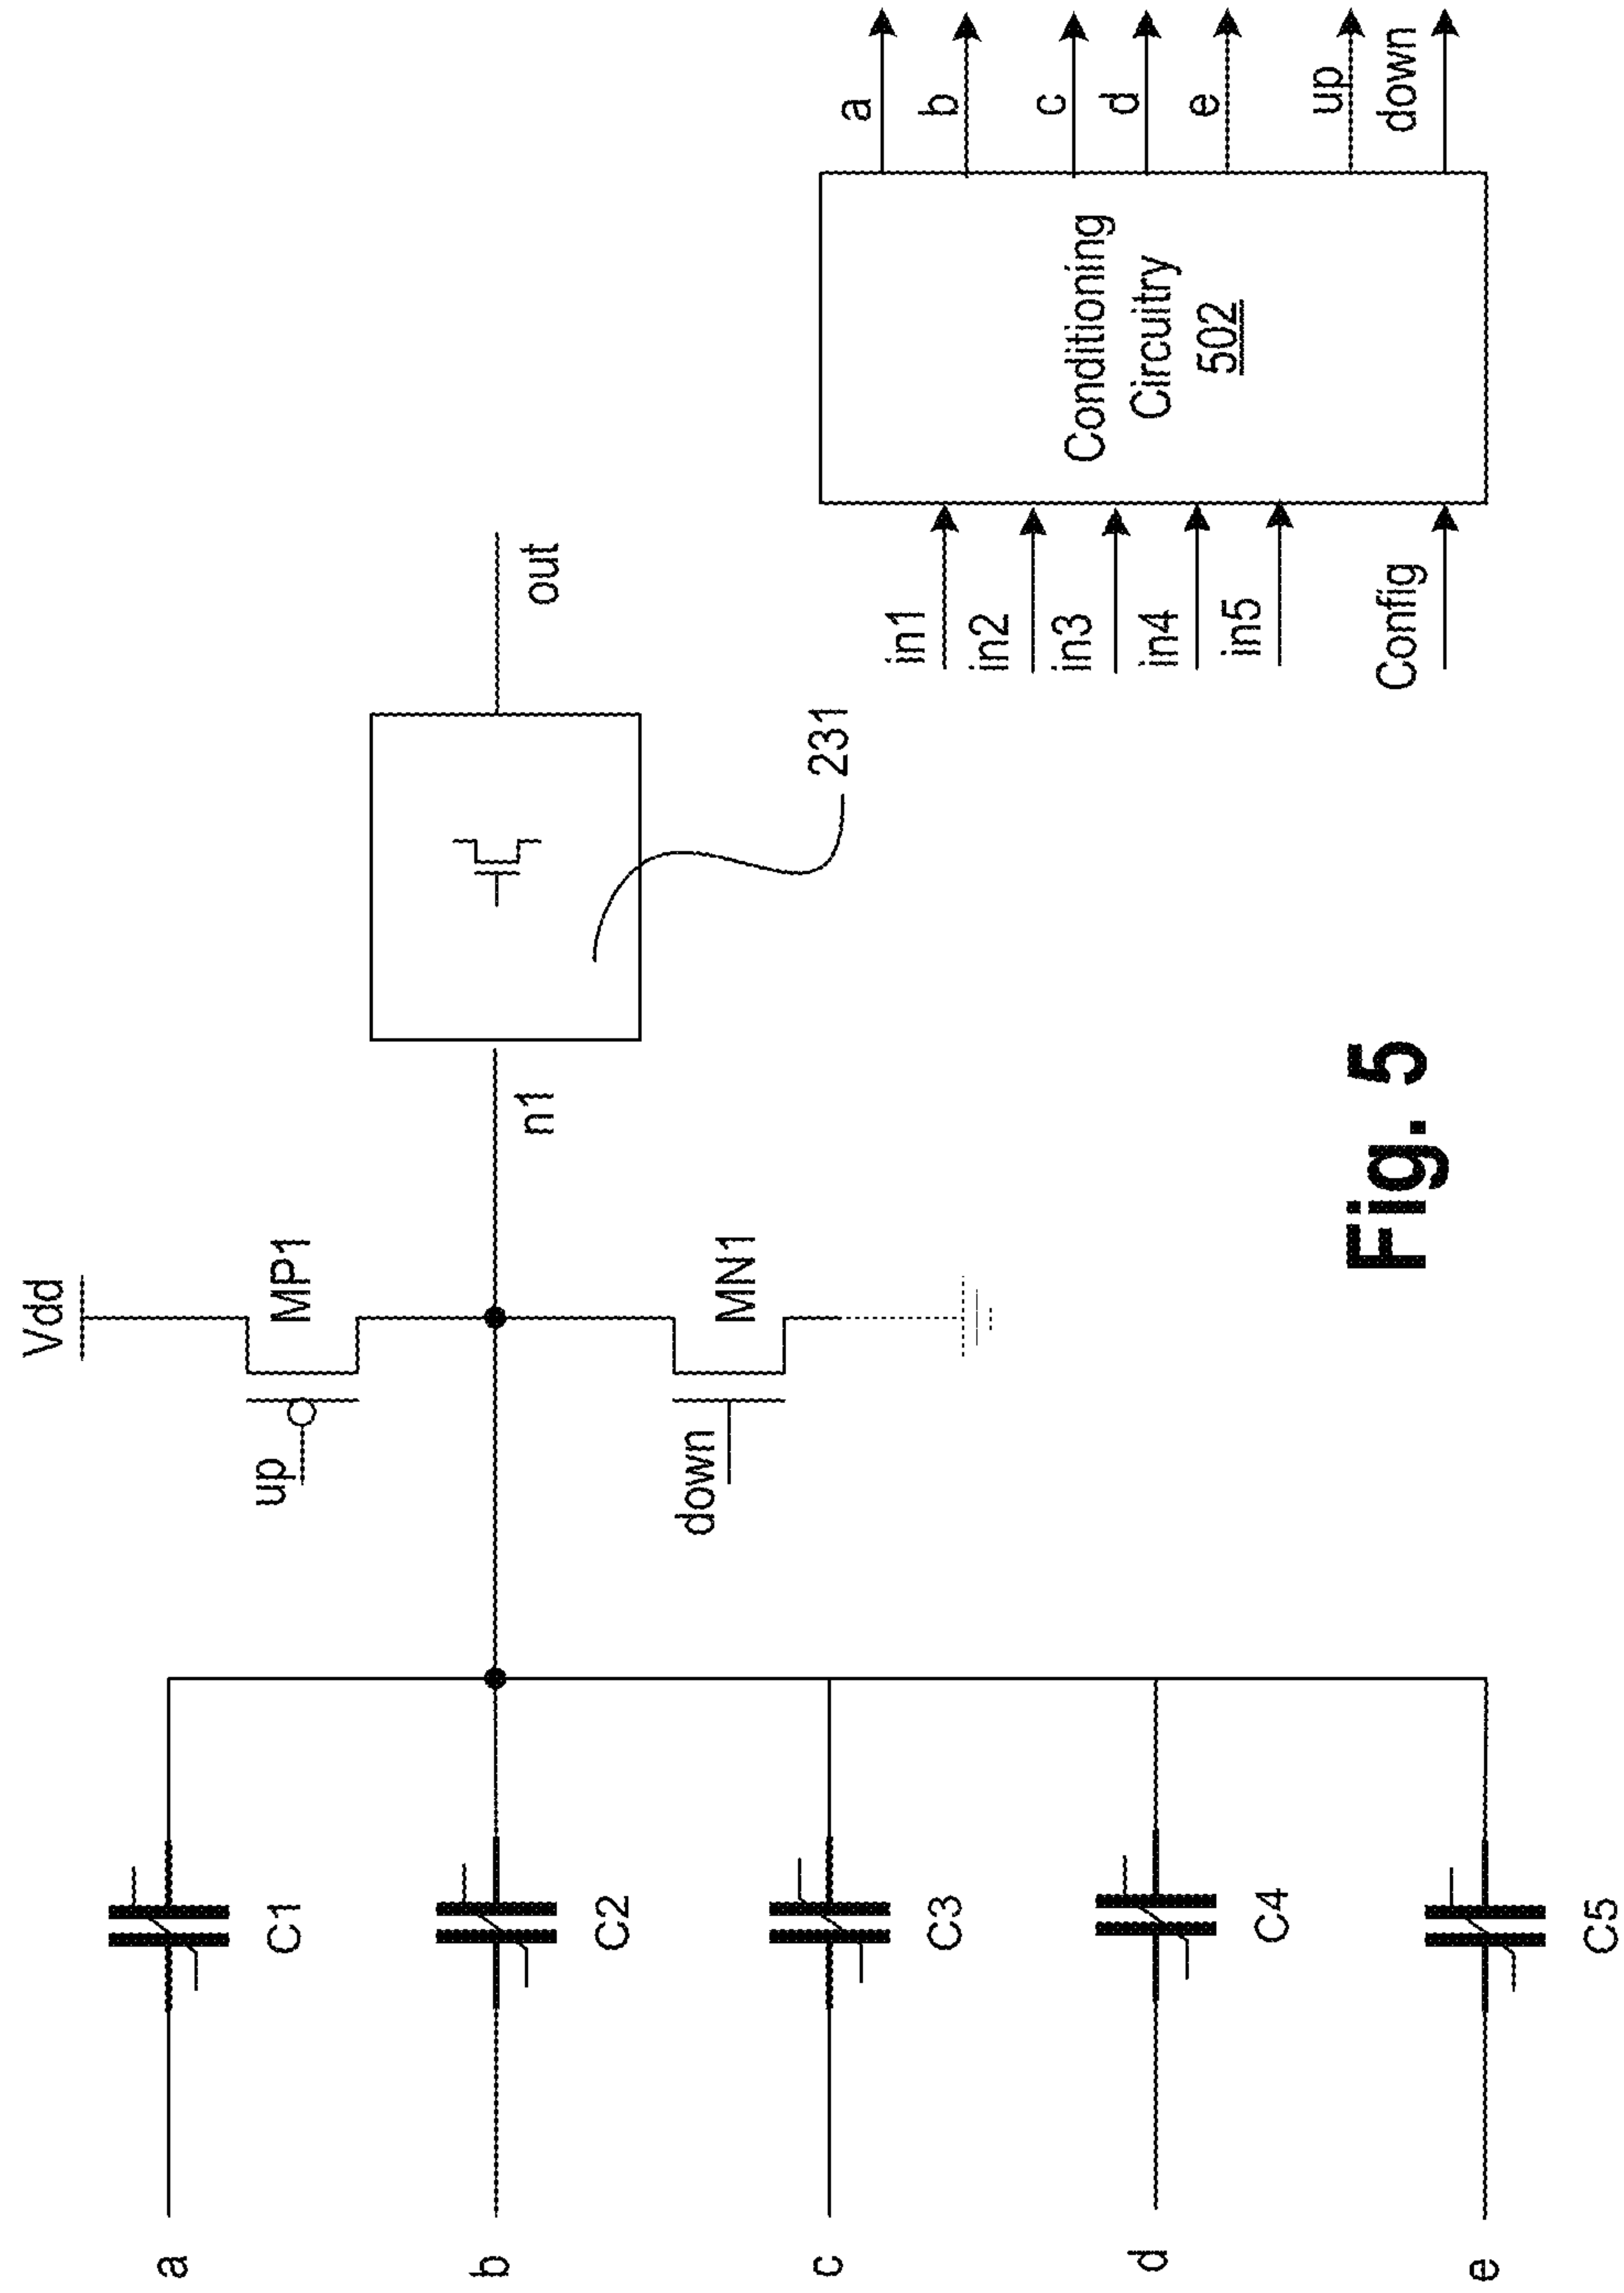 Vdd
up
MP1
a
C1
n1
out
b
C2
down
MN1
231
c
C3
d
C4
e
C5
in1
in2
in3
in4
in5
Config
Conditioning
Circuitry
502
a
b
c
d
e
up
down
Fig. 5